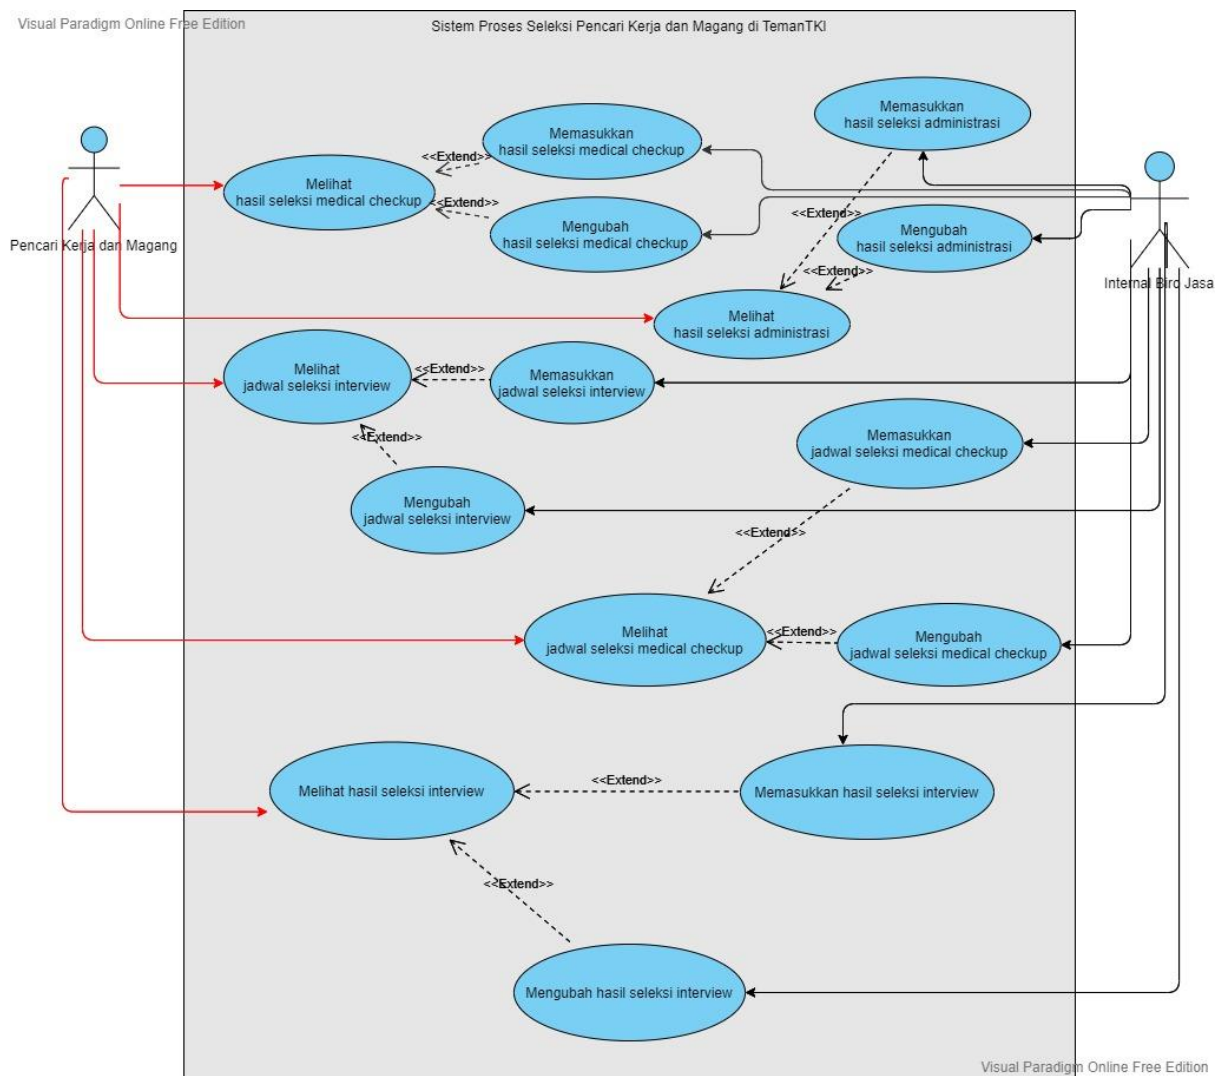 Visual Paradigm Online Free Edition
Sistem Proses Seleksi Pencari Kerja dan Magang di TemanTKI
Memasukkan
hasil seleksi administrasi
Memasukkan
hasil seleksi medical checkup
<<Extend>>
Melihat
hasil seleksi medical checkup
<<Extend>>
Mengubah
hasil seleksi medical checkup
<<Extend>>
Mengubah
hasil seleksi administrasi
Pencari Kerja dan Magang
<<Extend>>
Internal Biro Jasa
Melihat
hasil seleksi administrasi
Melihat
jadwal seleksi interview
<<Extend>>
Memasukkan
jadwal seleksi interview
<<Extend>>
Memasukkan
jadwal seleksi medical checkup
Mengubah
jadwal seleksi interview
<<Extend>>
Melihat
jadwal seleksi medical checkup
<<Extend>>
Mengubah
jadwal seleksi medical checkup
Melihat hasil seleksi interview
<<Extend>>
Memasukkan hasil seleksi interview
<<Extend>>
Mengubah hasil seleksi interview
Visual Paradigm Online Free Edition